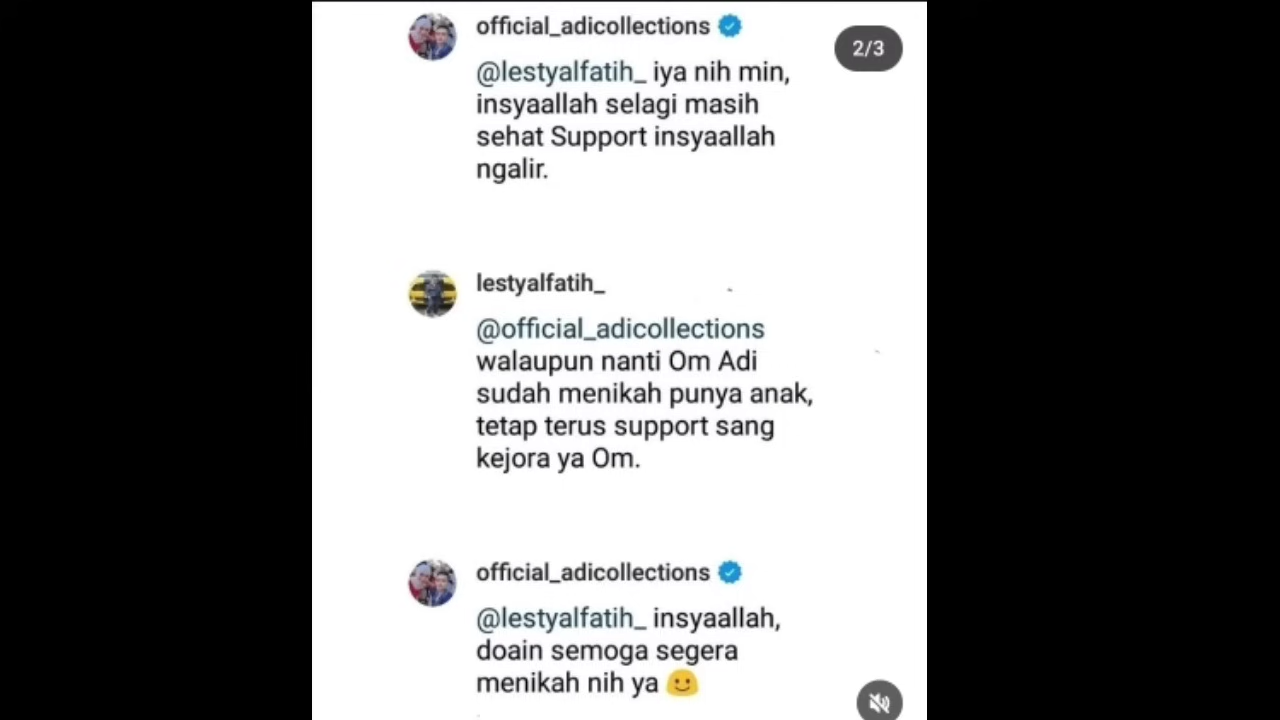 official_adicollections
2/3
@lestyalfatih_ iya nih min,
insyaallah selagi masih
sehat Support insyaallah
ngalir.
lestyalfatih_
@official_adicollections
walaupun nanti Om Adi
sudah menikah punya anak,
tetap terus support sang
kejora ya Om.
official_adicollections
@lestyalfatih_ insyaallah,
doain semoga segera
menikah nih ya 🙂